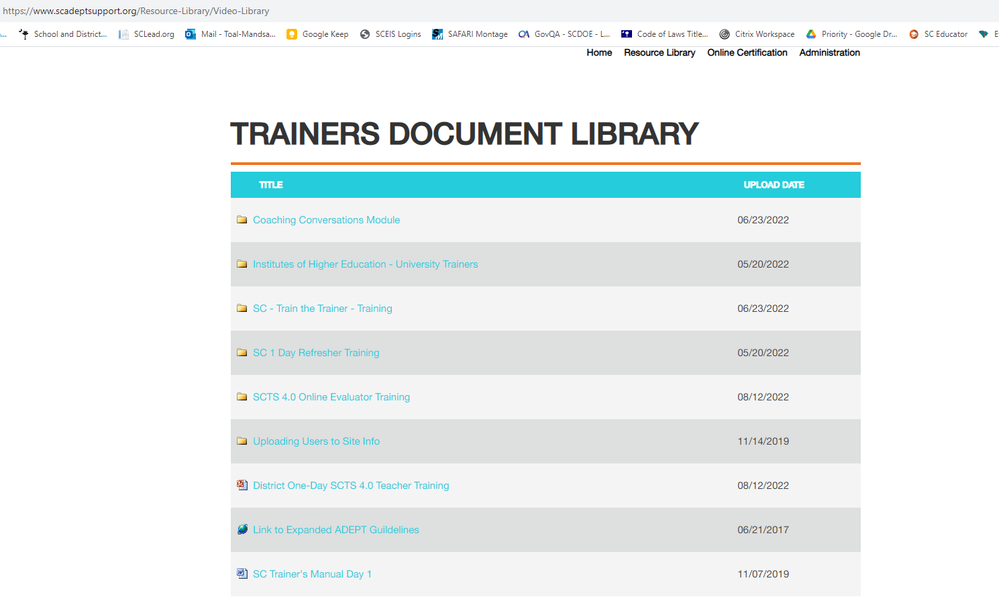 https://www.scadeptsupport.org/Resource-Library/Video-Library
... School and District... SCLead.org Mail - Toal-Mandsa... Google Keep SCEIS Logins SAFARI Montage GovQA - SCDOE - L... Code of Laws Title... Citrix Workspace Priority - Google Dr... SC Educator
Home Resource Library Online Certification Administration
TRAINERS DOCUMENT LIBRARY
TITLE UPLOAD DATE
Coaching Conversations Module 06/23/2022
Institutes of Higher Education - University Trainers 05/20/2022
SC - Train the Trainer - Training 06/23/2022
SC 1 Day Refresher Training 05/20/2022
SCTS 4.0 Online Evaluator Training 08/12/2022
Uploading Users to Site Info 11/14/2019
District One-Day SCTS 4.0 Teacher Training 08/12/2022
Link to Expanded ADEPT Guildelines 06/21/2017
SC Trainer's Manual Day 1 11/07/2019